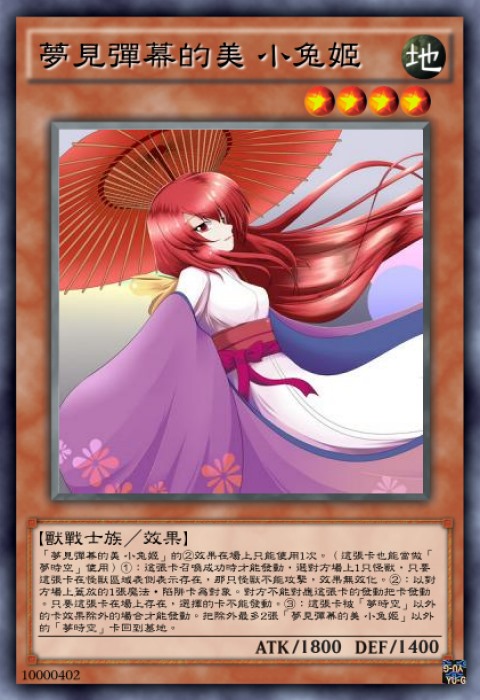 夢見彈幕的美 小兔姬
地
【獸戰士族／效果】
「夢見彈幕的美 小兔姬」的②效果在場上只能使用1次。（這張卡也能當做
「夢時空」使用）①：這張卡召喚成功時才能發動，選對方場上1只怪獸，只要
這張卡在怪獸區域表側表示存在，那只怪獸不能攻擊，效果無效化。②：以對
方場上蓋放的1張魔法·陷阱卡為對象。對方不能對應這張卡的發動把卡發動
。只要這張卡在場上存在，選擇的卡不能發動。③：這張卡被「夢時空」以外
的卡效果除外的場合才能發動。把除外最多2張「夢見彈幕的美 小兔姬」以外
的「夢時空」卡回到墓地。
ATK/1800 DEF/1400
10000402